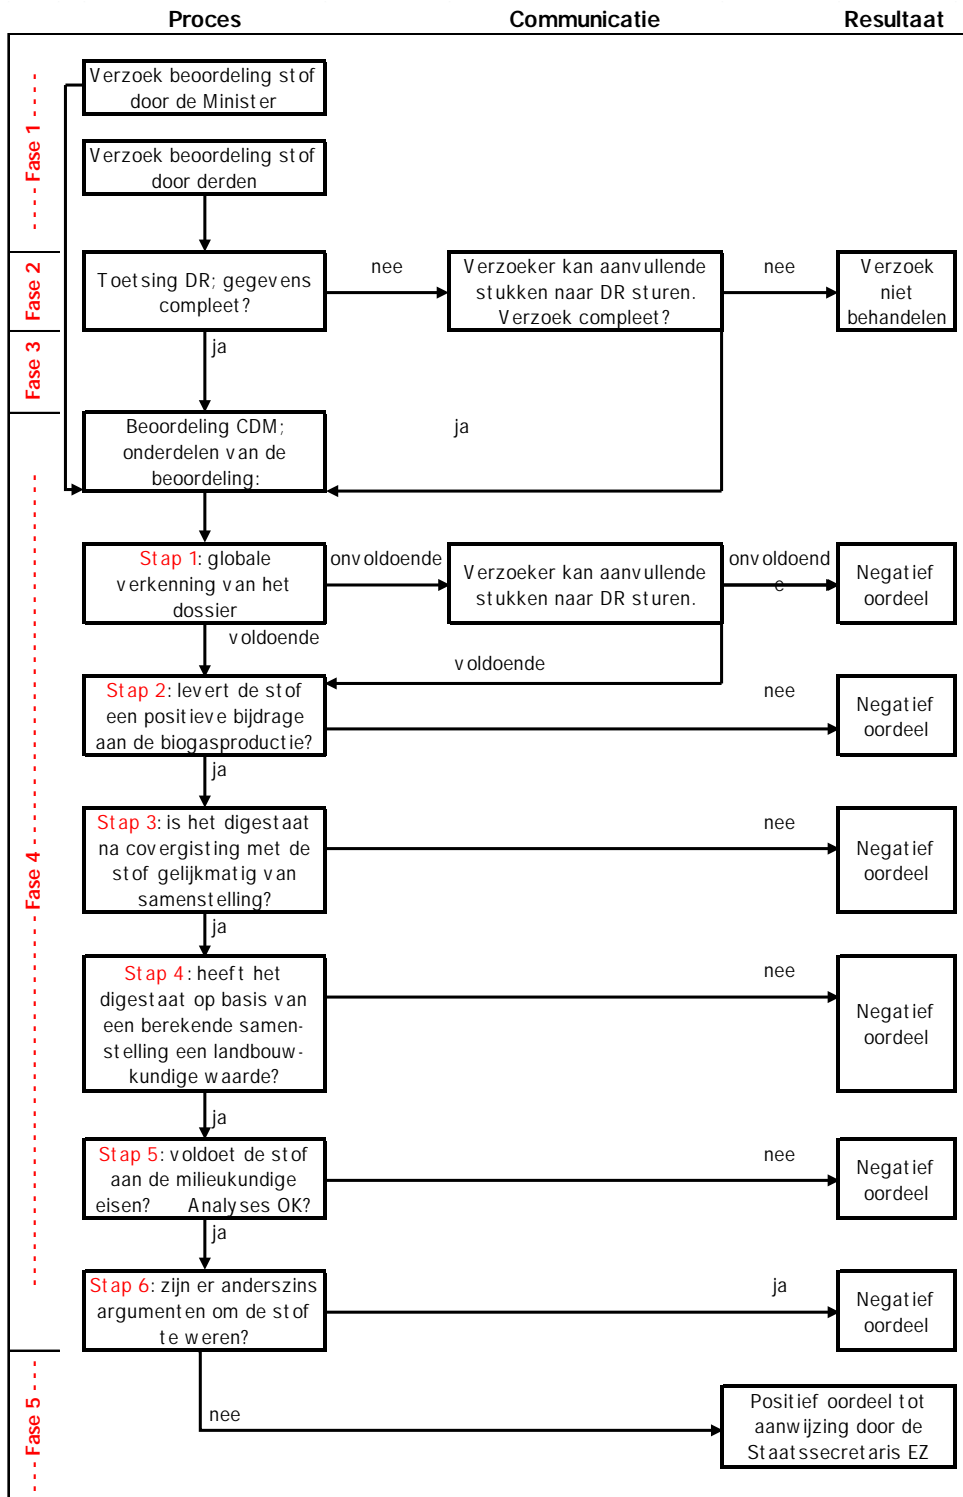 Proces Communicatie Resultaat
Fase 1
Verzoek beoordeling stof
door de Minister
Verzoek beoordeling stof
door derden
Fase 2
Toetsing DR; gegevens
compleet?
nee
Verzoeker kan aanvullende
stukken naar DR sturen.
Verzoek compleet?
nee
Verzoek
niet
behandelen
Fase 3
ja
Beoordeling CDM;
onderdelen van de
beoordeling:
ja
Fase 4
Stap 1: globale
verkenning van het
dossier
onvoldoende
Verzoeker kan aanvullende
stukken naar DR sturen.
onvoldoend
e
Negatief
oordeel
voldoende
voldoende
Stap 2: levert de stof
een positieve bijdrage
aan de biogasproductie?
nee
Negatief
oordeel
ja
Stap 3: is het digestaat
na covergisting met de
stof gelijkmatig van
samenstelling?
nee
Negatief
oordeel
ja
Stap 4: heeft het
digestaat op basis van
een berekende samen-
stelling een landbouw-
kundige waarde?
nee
Negatief
oordeel
ja
Stap 5: voldoet de stof
aan de milieukundige
eisen? Analyses OK?
nee
Negatief
oordeel
ja
Stap 6: zijn er anderszins
argumenten om de stof
te weren?
ja
Negatief
oordeel
Fase 5
nee
Positief oordeel tot
aanwijzing door de
Staatssecretaris EZ